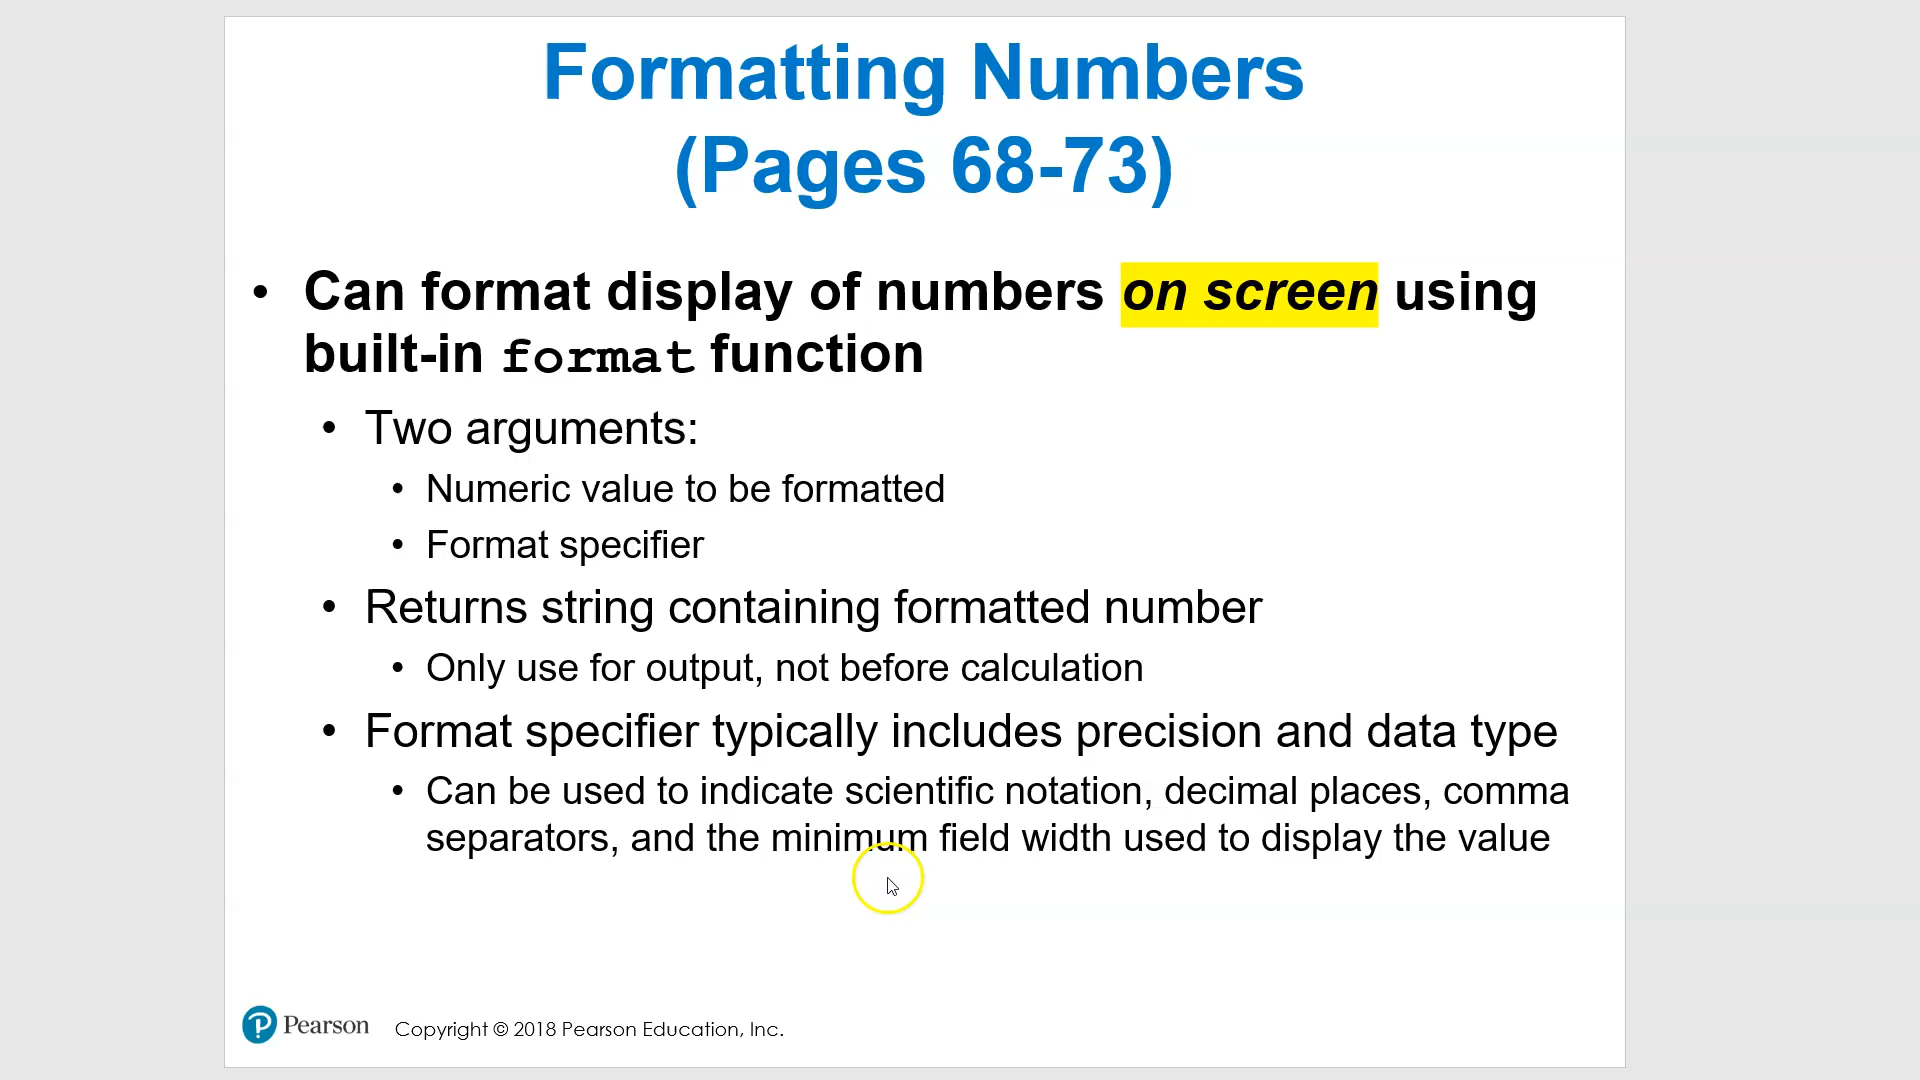 Formatting Numbers
(Pages 68-73)
• Can format display of numbers on screen using
built-in format function
• Two arguments:
• Numeric value to be formatted
• Format specifier
• Returns string containing formatted number
• Only use for output, not before calculation
• Format specifier typically includes precision and data type
• Can be used to indicate scientific notation, decimal places, comma
separators, and the minimum field width used to display the value
Pearson Copyright © 2018 Pearson Education, Inc.